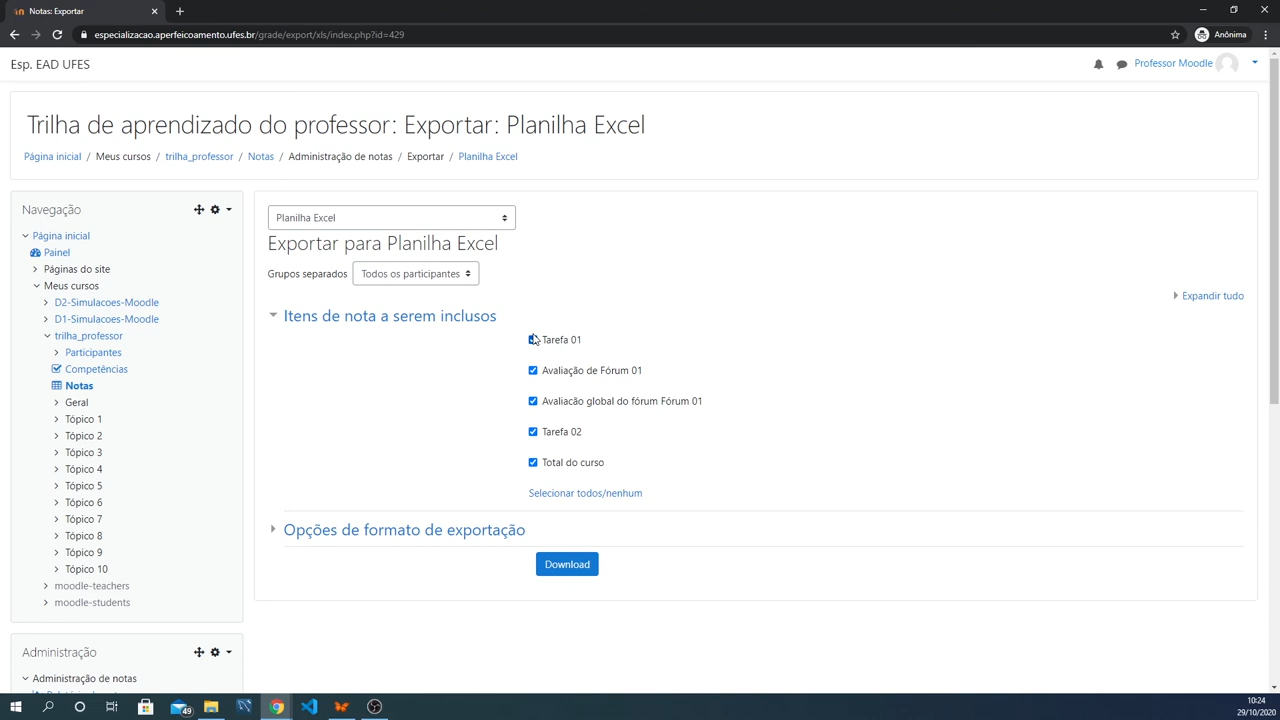 Notas: Exportar
especializacao.aperfeicoamento.ufes.br/grade/export/xls/index.php?id=429
Anônima
Esp. EAD UFES
Professor Moodle
Trilha de aprendizado do professor: Exportar: Planilha Excel
Página inicial / Meus cursos / trilha_professor / Notas / Administração de notas / Exportar / Planilha Excel
Navegação
Página inicial
Painel
Páginas do site
Meus cursos
D2-Simulacoes-Moodle
D1-Simulacoes-Moodle
trilha_professor
Participantes
Competências
Notas
Geral
Tópico 1
Tópico 2
Tópico 3
Tópico 4
Tópico 5
Tópico 6
Tópico 7
Tópico 8
Tópico 9
Tópico 10
moodle-teachers
moodle-students
Administração
Administração de notas
Planilha Excel
Exportar para Planilha Excel
Grupos separados Todos os participantes
Expandir tudo
Itens de nota a serem inclusos
Tarefa 01
Avaliação de Fórum 01
Avaliacão global do fórum Fórum 01
Tarefa 02
Total do curso
Selecionar todos/nenhum
Opções de formato de exportação
Download
49
10:24
29/10/2020